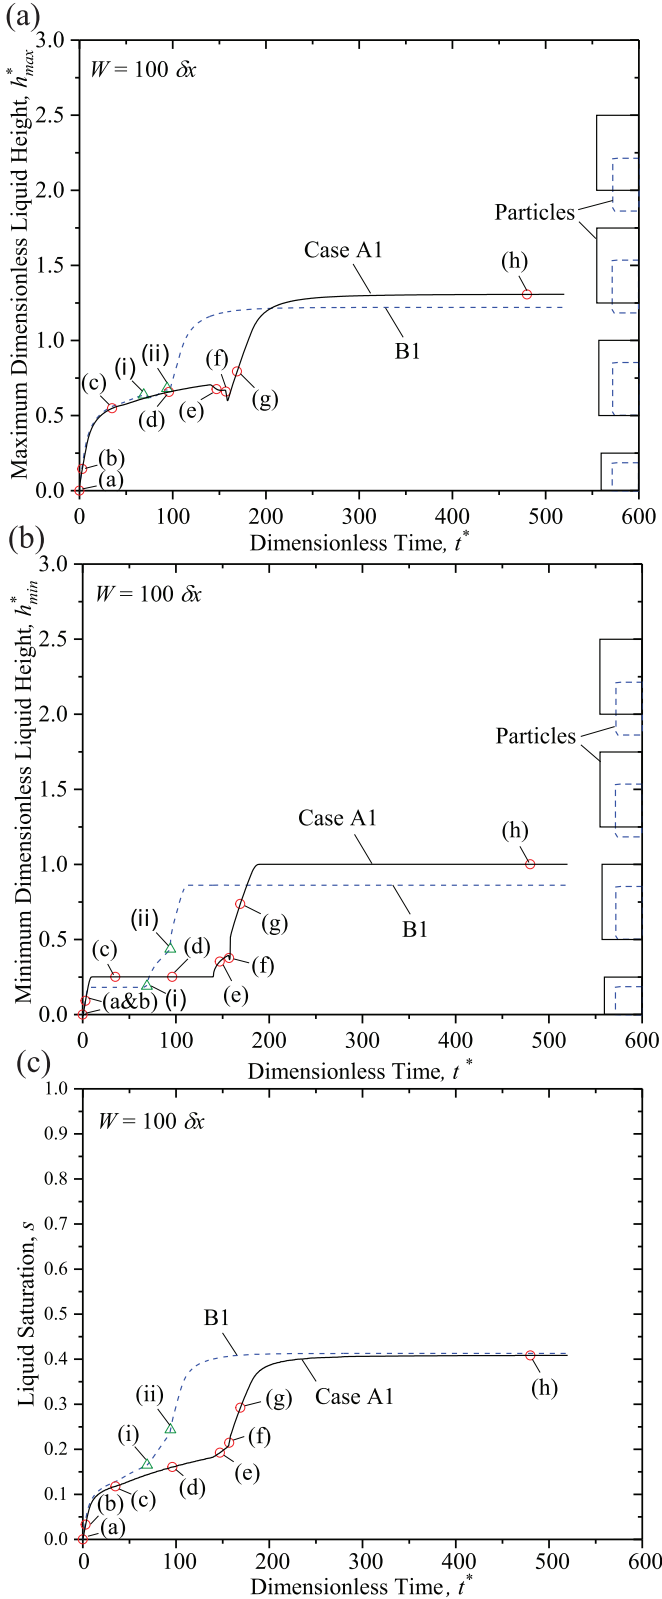 (a)
3.0
W = 100 δx
2.5
2.0
Particles
Case A1
(h)
1.5
1.0
B1
(i) (ii) (f)
(c)
(d) (e) (g)
0.5
(b)
(a)
0.0
0 100 200 300 400 500 600
Maximum Dimensionless Liquid Height, h*max
Dimensionless Time, t*
(b)
3.0
W = 100 δx
2.5
2.0
Particles
1.5
Case A1
(h)
1.0
(ii)
B1
(g)
(c) (d)
0.5
(f)
(e)
(a&b) (i)
0.0
0 100 200 300 400 500 600
Minimum Dimensionless Liquid Height, h*min
Dimensionless Time, t*
(c)
1.0
W = 100 δx
0.9
0.8
0.7
0.6
0.5
B1
0.4
Case A1
(h)
(ii)
(g)
0.3
(i)
(f)
0.2
(e)
(d)
0.1
(b) (c)
(a)
0.0
0 100 200 300 400 500 600
Liquid Saturation, s
Dimensionless Time, t*